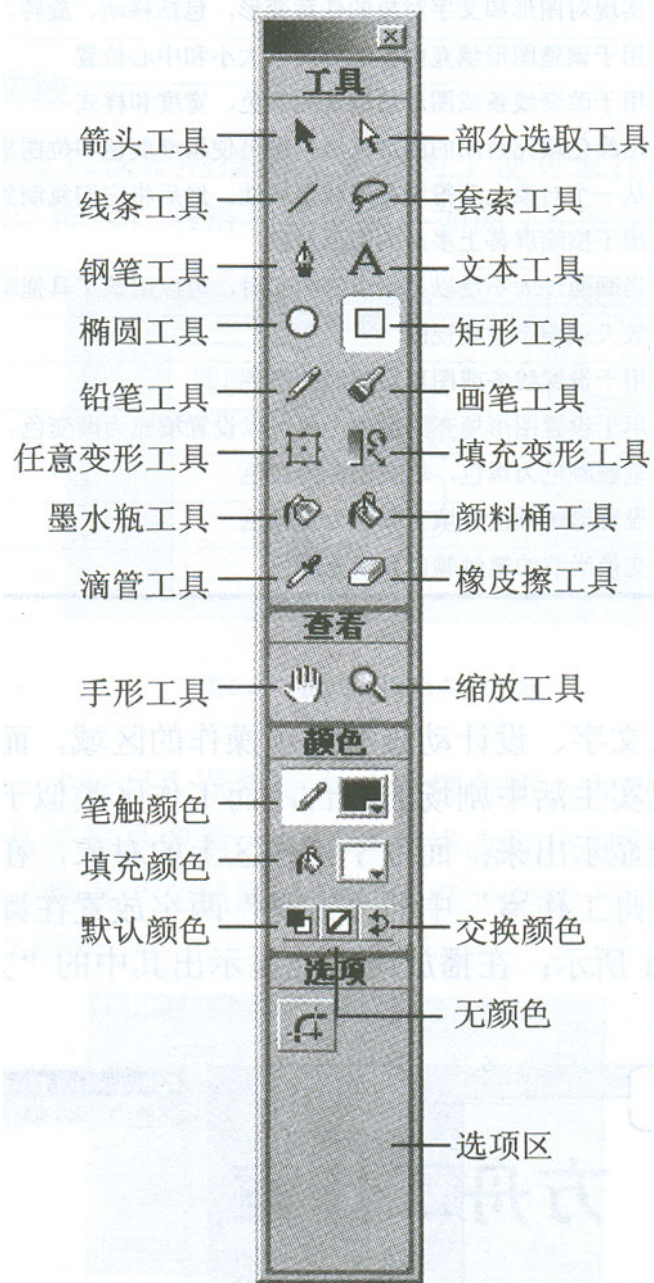 工具
箭头工具 部分选取工具
线条工具 套索工具
钢笔工具 A 文本工具
椭圆工具 矩形工具
铅笔工具 画笔工具
任意变形工具 填充变形工具
墨水瓶工具 颜料桶工具
滴管工具 橡皮擦工具
查看
手形工具 缩放工具
颜色
笔触颜色
填充颜色
默认颜色 交换颜色
选项
无颜色
选项区